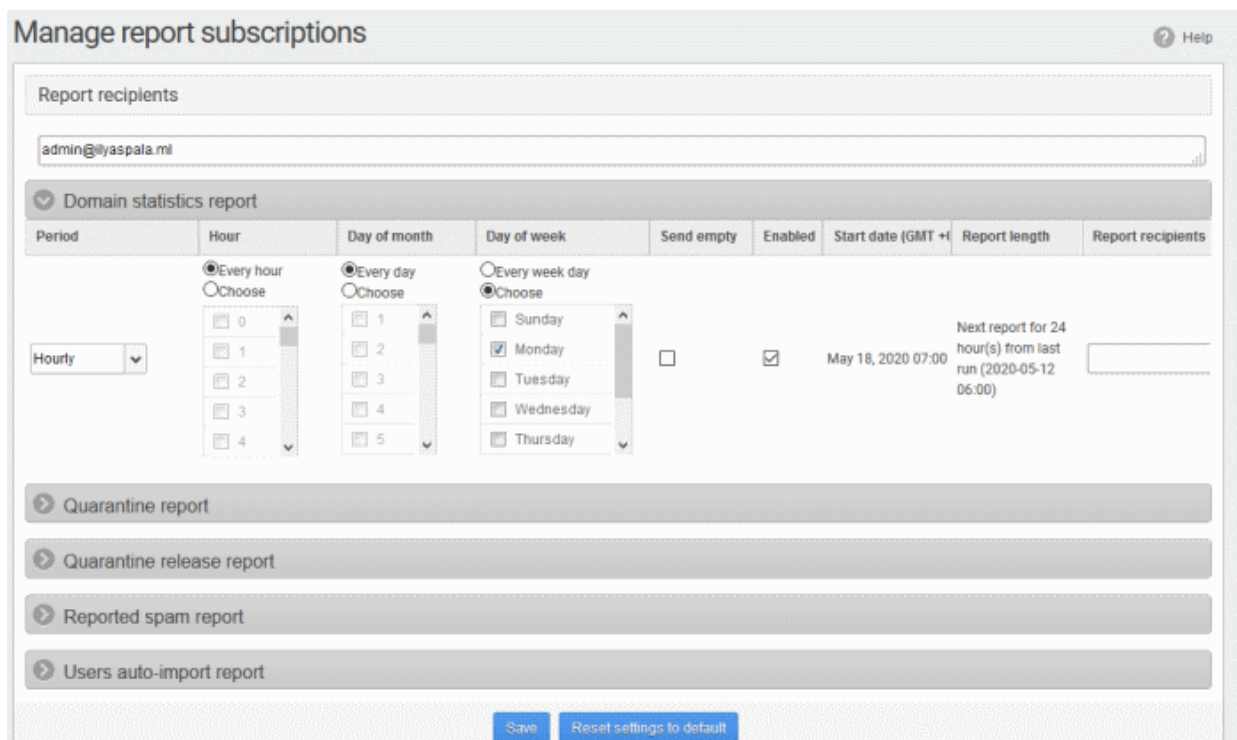 Manage report subscriptions
Help
Report recipients
admin@ilyaspala.ml
Domain statistics report
Period Hour Day of month Day of week Send empty Enabled Start date (GMT + Report length Report recipients
Every hour Every day Every week day
Choose Choose Choose
0 1 Sunday
1 2 Monday
2 3 Tuesday
3 4 Wednesday
4 5 Thursday
Hourly
May 18, 2020 07:00
Next report for 24
hour(s) from last
run (2020-05-12
06:00)
Quarantine report
Quarantine release report
Reported spam report
Users auto-import report
Save Reset settings to default